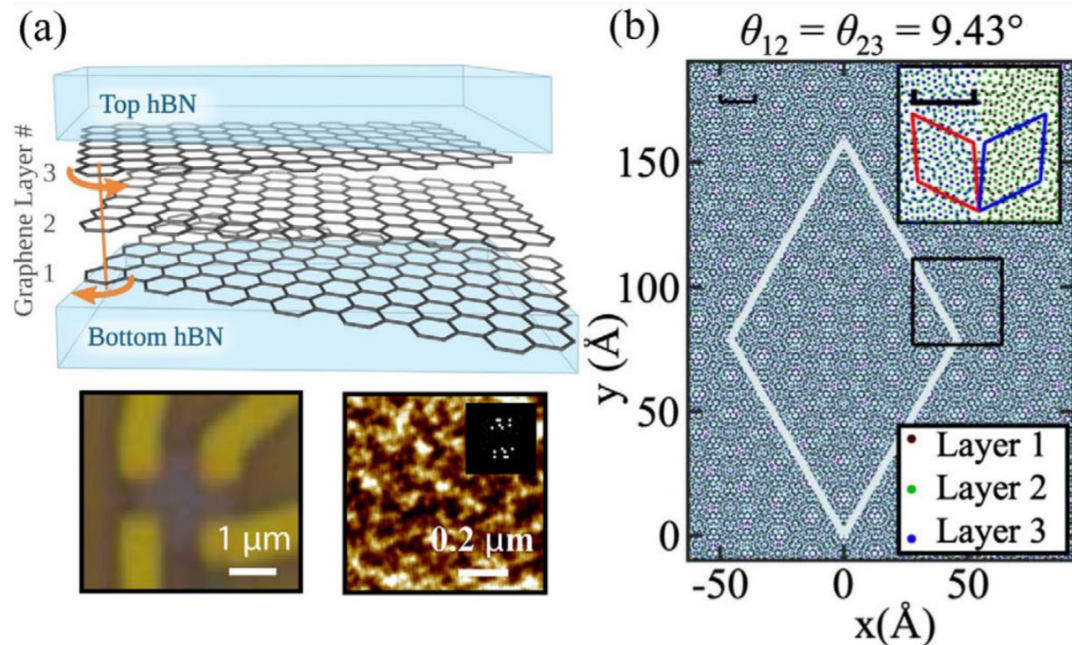 (a)
Top hBN
Graphene Layer #
3
2
1
Bottom hBN
1 μm
0.2 μm
(b)
θ12 = θ23 = 9.43°
150
100
50
0
y (Å)
Layer 1
Layer 2
Layer 3
-50
0
50
x(Å)